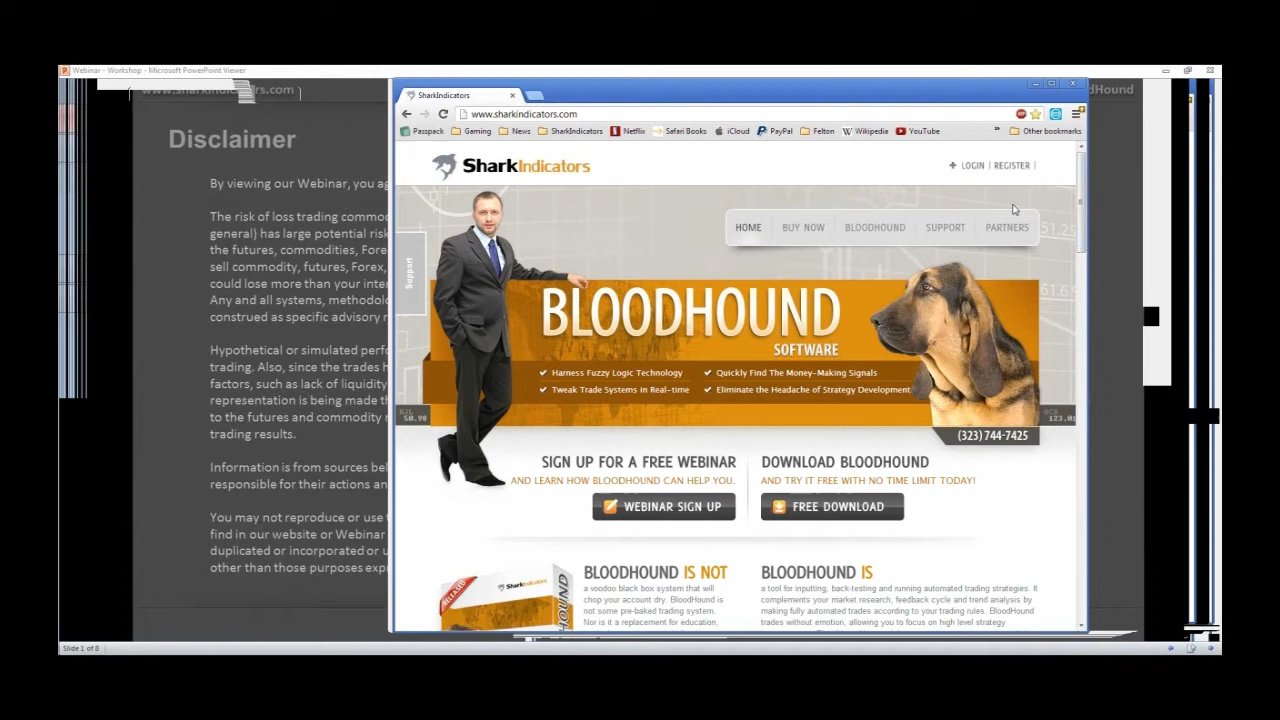 Webinar - Workshop - Microsoft PowerPoint Viewer
www.sharkindicators.com
Disclaimer
By viewing our Webinar, you
The risk of loss trading
general) has large potential
the futures, commodities,
sell commodity, futures, Forex,
could lose more than your
Any and all systems,
construed as specific advisory
Hypothetical or simulated
trading. Also, since the trades
factors, such as lack of liquidity
representation is being made
to the futures and commodity
trading results.
Information is from sources
responsible for their actions
You may not reproduce or use
find in our website or Webinar
duplicated or incorporated or
other than those purposes
Slide 1 of 8
SharkIndicators
www.sharkindicators.com
Passpack Gaming News SharkIndicators Netflix Safari Books iCloud PayPal Felton Wikipedia YouTube » Other bookmarks
SharkIndicators
LOGIN | REGISTER |
HOME BUY NOW BLOODHOUND SUPPORT PARTNERS
Support
BLOODHOUND
SOFTWARE
Harness Fuzzy Logic Technology
Quickly Find The Money-Making Signals
Tweak Trade Systems in Real-time
Eliminate the Headache of Strategy Development
50.90
123.01
(323) 744-7425
SIGN UP FOR A FREE WEBINAR
AND LEARN HOW BLOODHOUND CAN HELP YOU.
WEBINAR SIGN UP
DOWNLOAD BLOODHOUND
AND TRY IT FREE WITH NO TIME LIMIT TODAY!
FREE DOWNLOAD
RELEASED
SharkIndicators
BLOODHOUND IS NOT
a voodoo black box system that will
chop your account dry. BloodHound is
not some pre-baked trading system.
Nor is it a replacement for education,
BLOODHOUND IS
a tool for inputing, back-testing and running automated trading strategies. It
complements your market research, feedback cycle and trend analysis by
making fully automated trades according to your trading rules. BloodHound
trades without emotion, allowing you to focus on high level strategy